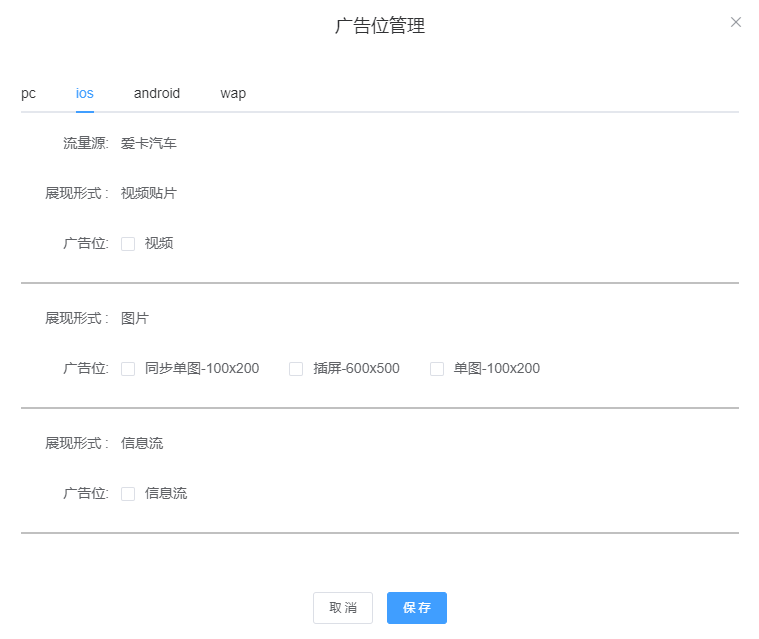 广告位管理
pc ios android wap
流量源: 爱卡汽车
展现形式 : 视频贴片
广告位: 视频
展现形式 : 图片
广告位: 同步单图-100x200 插屏-600x500 单图-100x200
展现形式 : 信息流
广告位: 信息流
取消 保存